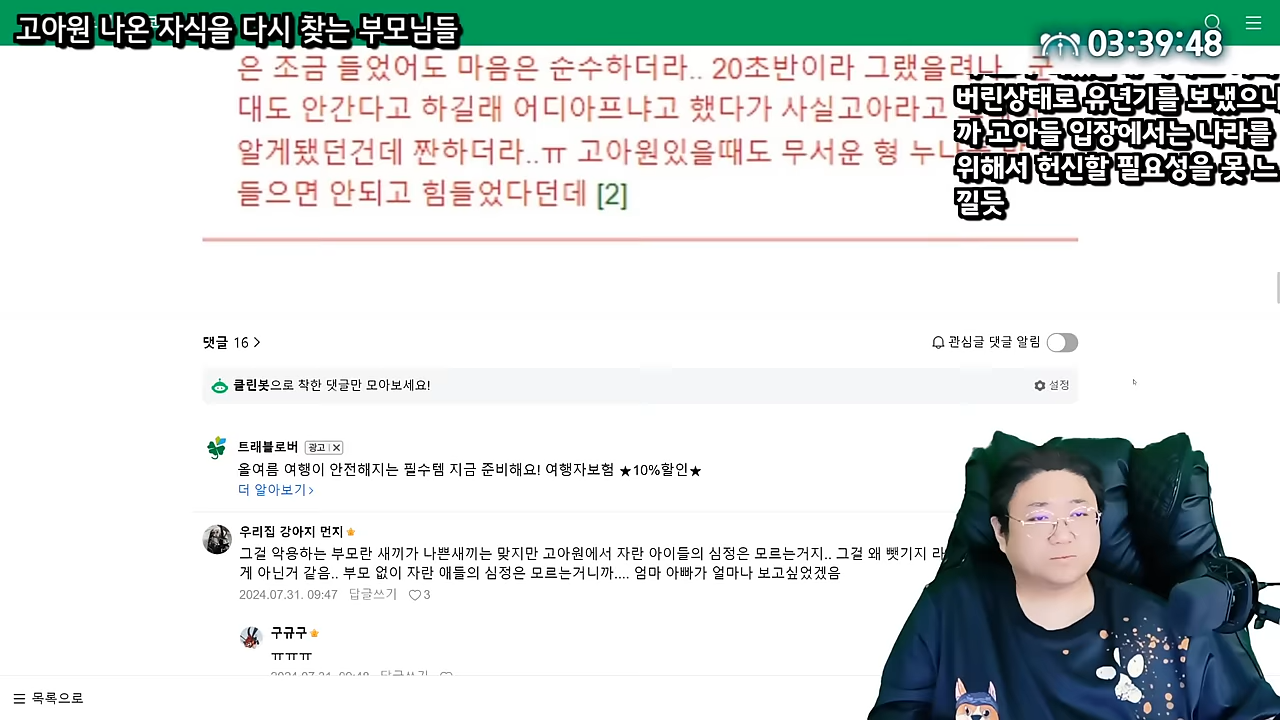 고아원 나온 자식을 다시 찾는 부모님들
03:39:48
은 조금 들었어도 마음은 순수하더라.. 20초반이라 그랬을려나.. 군
대도 안간다고 하길래 어디아프냐고 했다가 사실고아라고
알게됐던건데 짠하더라..ㅠ 고아원있을때도 무서운 형 누나
들으면 안되고 힘들었다던데 [2]
버린상태로 유년기를 보냈으니
까 고아들 입장에서는 나라를
위해서 헌신할 필요성을 못 느
낄듯
댓글 16 >
관심글 댓글 알림
클린봇으로 착한 댓글만 모아보세요!
설정
트래블로버 광고 X
올여름 여행이 안전해지는 필수템 지금 준비해요! 여행자보험 ★10%할인★
더 알아보기 >
우리집 강아지 먼지
그걸 악용하는 부모란 새끼가 나쁜새끼는 맞지만 고아원에서 자란 아이들의 심정은 모르는거지.. 그걸 왜 뺏기지 라
게 아닌거 같음.. 부모 없이 자란 애들의 심정은 모르는거니까.... 엄마 아빠가 얼마나 보고싶었겠음
2024.07.31. 09:47 답글쓰기 3
구규구
ㅠㅠㅠ
2024.07.31. 09:48 답글쓰기
목록으로